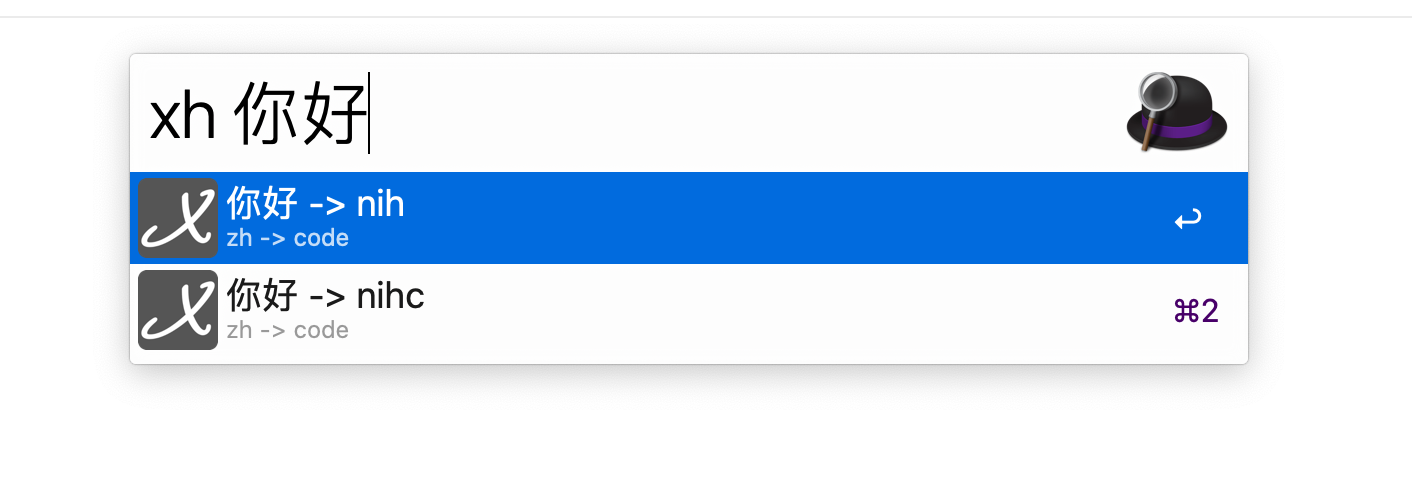 xh 你好
你好 -> nih
zh -> code
↩
你好 -> nihc
zh -> code
⌘2